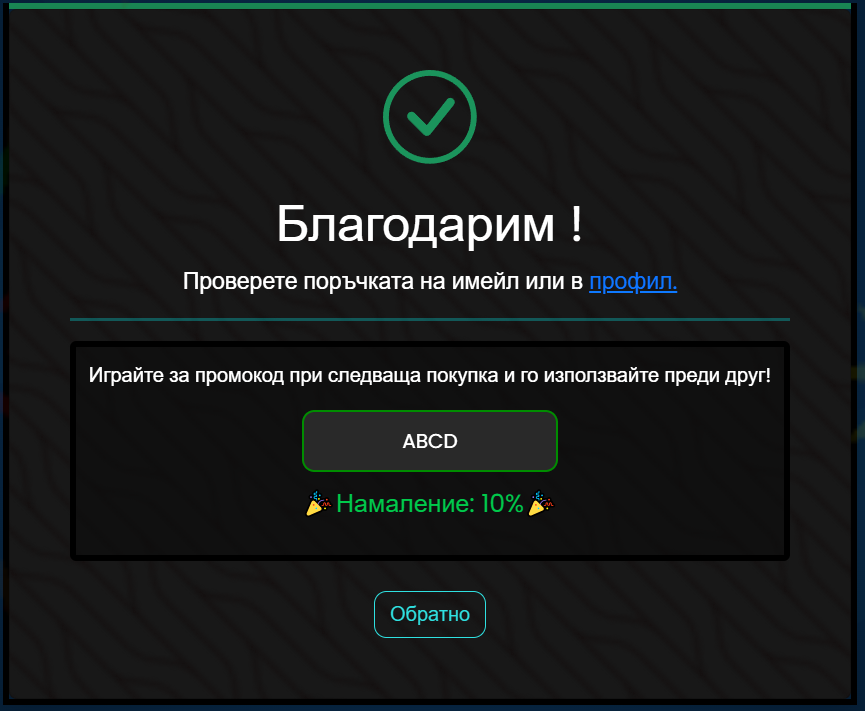 Благодарим !
Проверете поръчката на имейл или в профил.
Играйте за промокод при следваща покупка и го използвайте преди друг!
ABCD
🎉 Намаление: 10% 🎉
Обратно